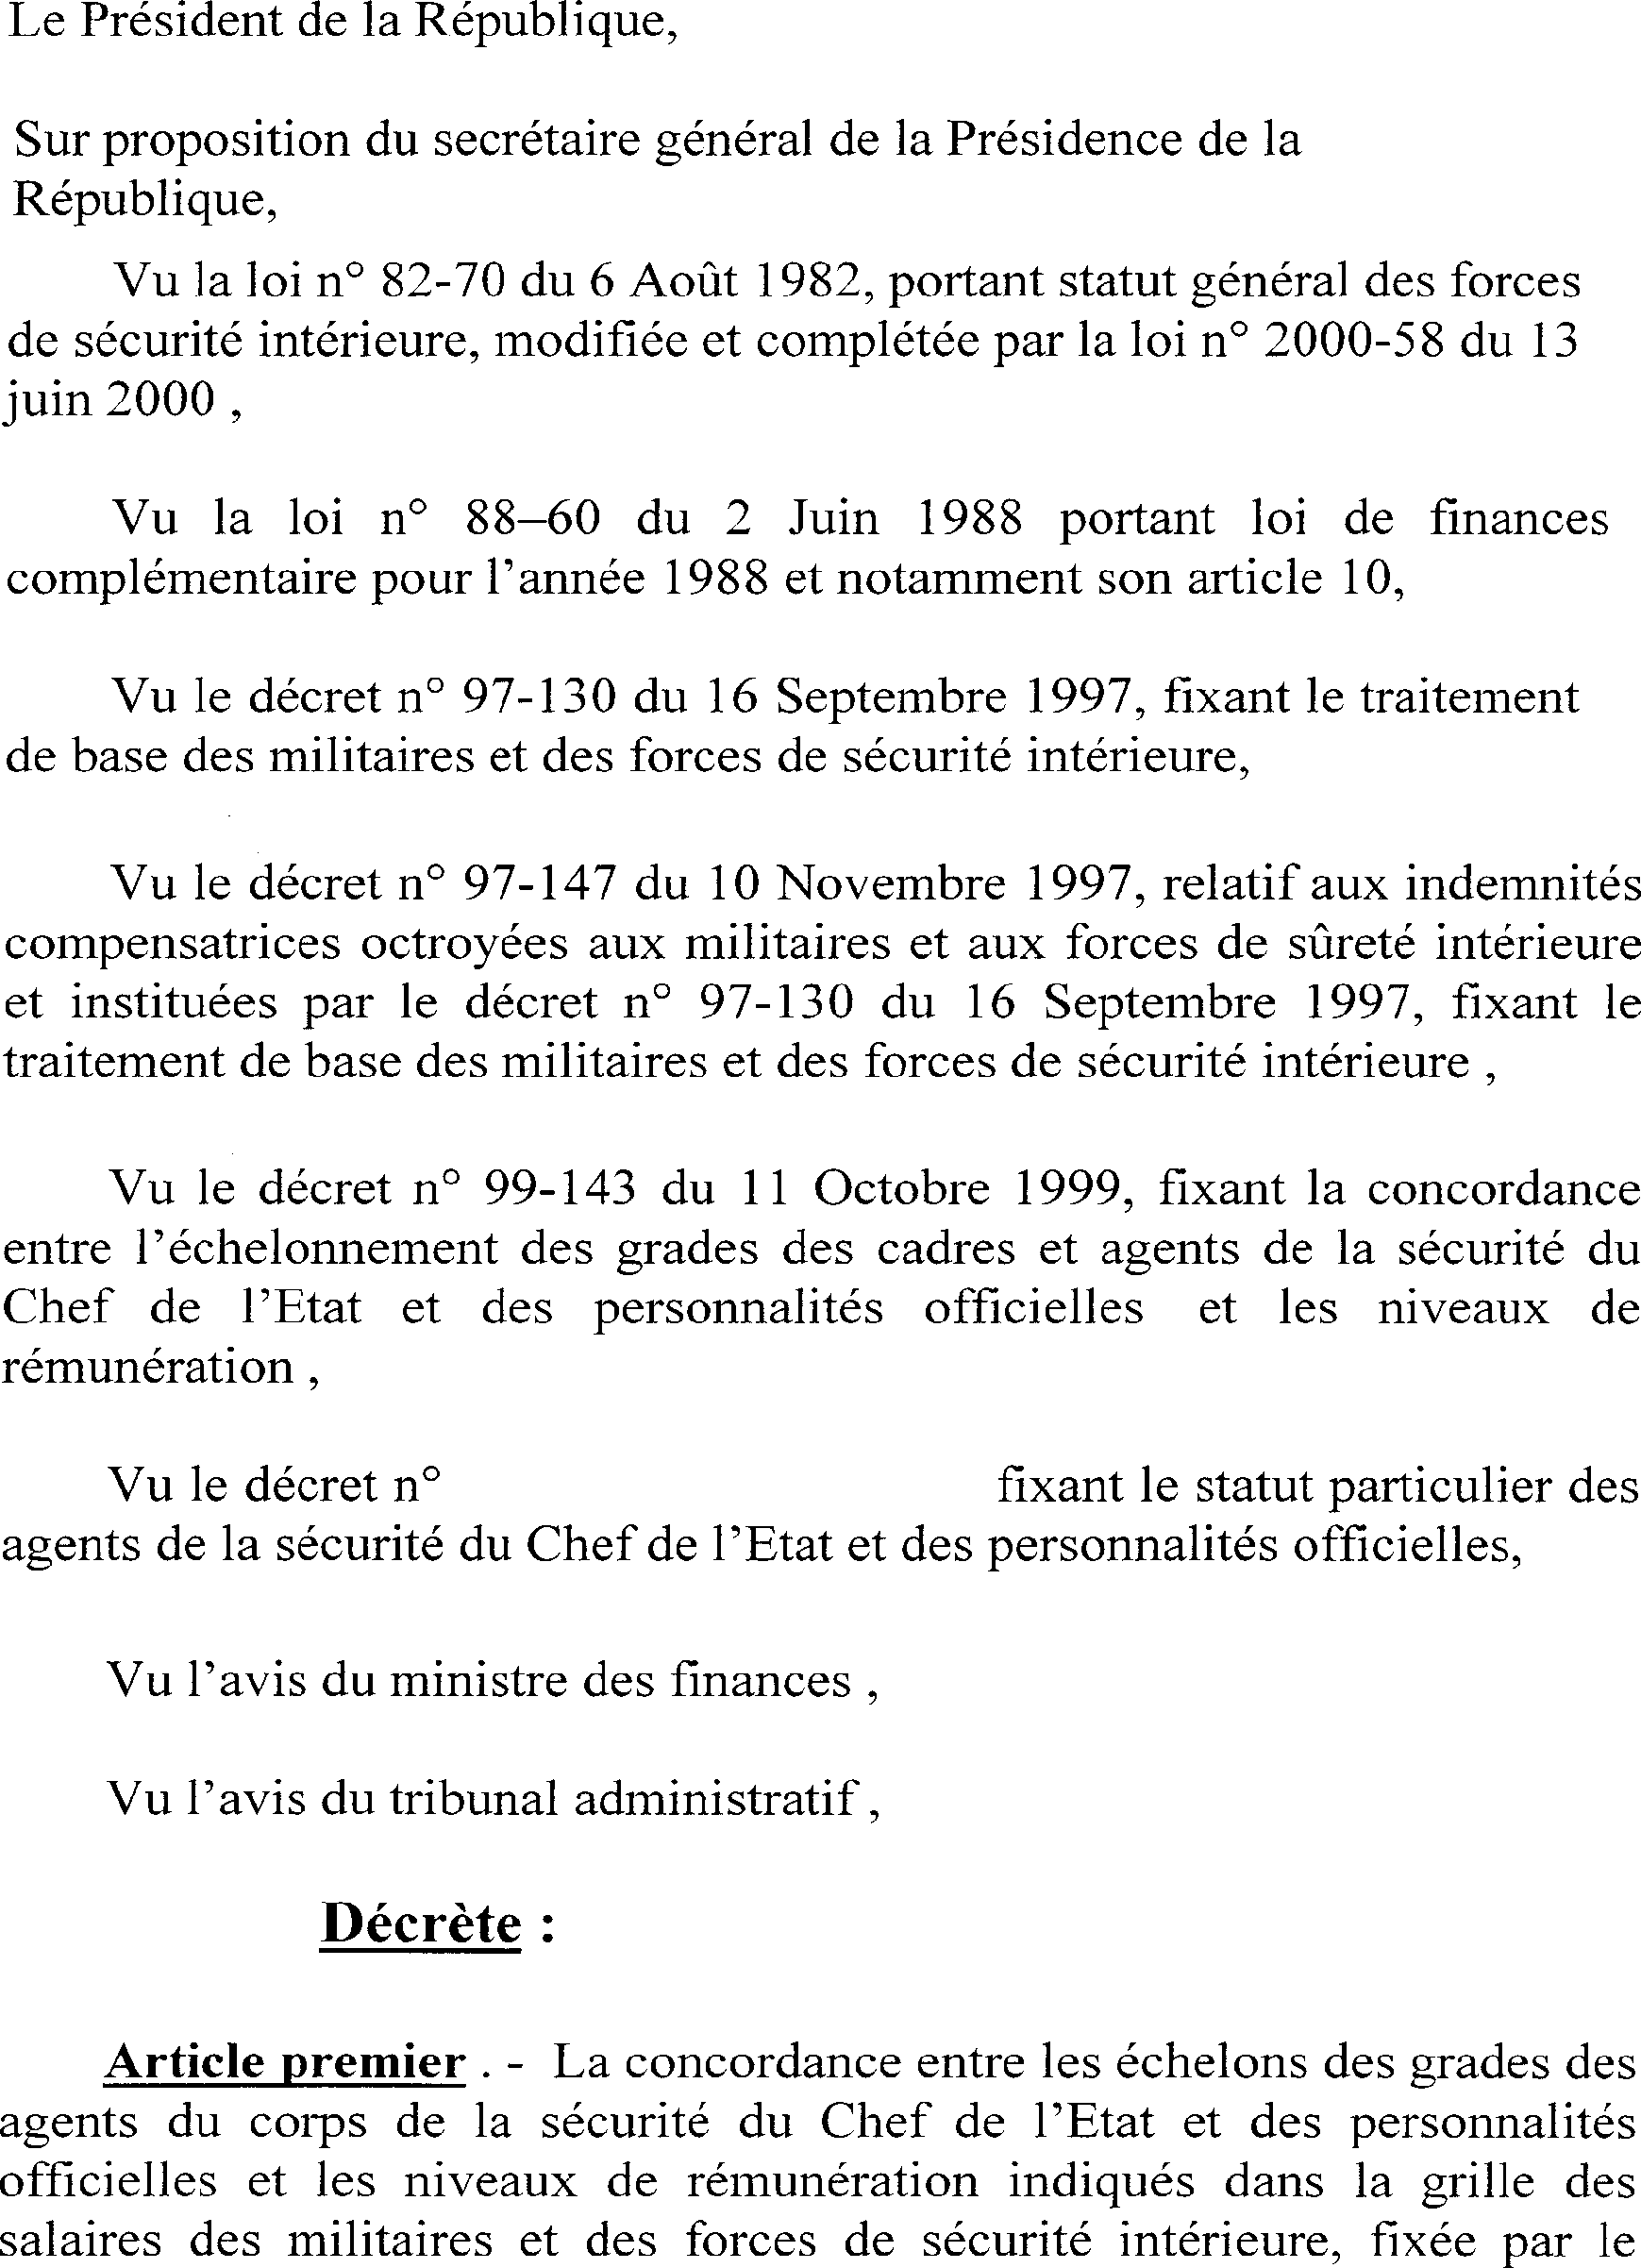 Le Président de la République,
Sur proposition du secrétaire général de la Présidence de la
République,
Vu la loi n° 82-70 du 6 Août 1982, portant statut général des forces
de sécurité intérieure, modifiée et complétée par la loi n° 2000-58 du 13
juin 2000 ,
Vu la loi n° 88–60 du 2 Juin 1988 portant loi de finances
complémentaire pour l’année 1988 et notamment son article 10,
Vu le décret n° 97-130 du 16 Septembre 1997, fixant le traitement
de base des militaires et des forces de sécurité intérieure,
Vu le décret n° 97-147 du 10 Novembre 1997, relatif aux indemnités
compensatrices octroyées aux militaires et aux forces de sûreté intérieure
et instituées par le décret n° 97-130 du 16 Septembre 1997, fixant le
traitement de base des militaires et des forces de sécurité intérieure ,
Vu le décret n° 99-143 du 11 Octobre 1999, fixant la concordance
entre l’échelonnement des grades des cadres et agents de la sécurité du
Chef de l’Etat et des personnalités officielles et les niveaux de
rémunération ,
Vu le décret n° fixant le statut particulier des
agents de la sécurité du Chef de l’Etat et des personnalités officielles,
Vu l’avis du ministre des finances ,
Vu l’avis du tribunal administratif ,
Décrète :
Article premier . - La concordance entre les échelons des grades des
agents du corps de la sécurité du Chef de l’Etat et des personnalités
officielles et les niveaux de rémunération indiqués dans la grille des
salaires des militaires et des forces de sécurité intérieure, fixée par le